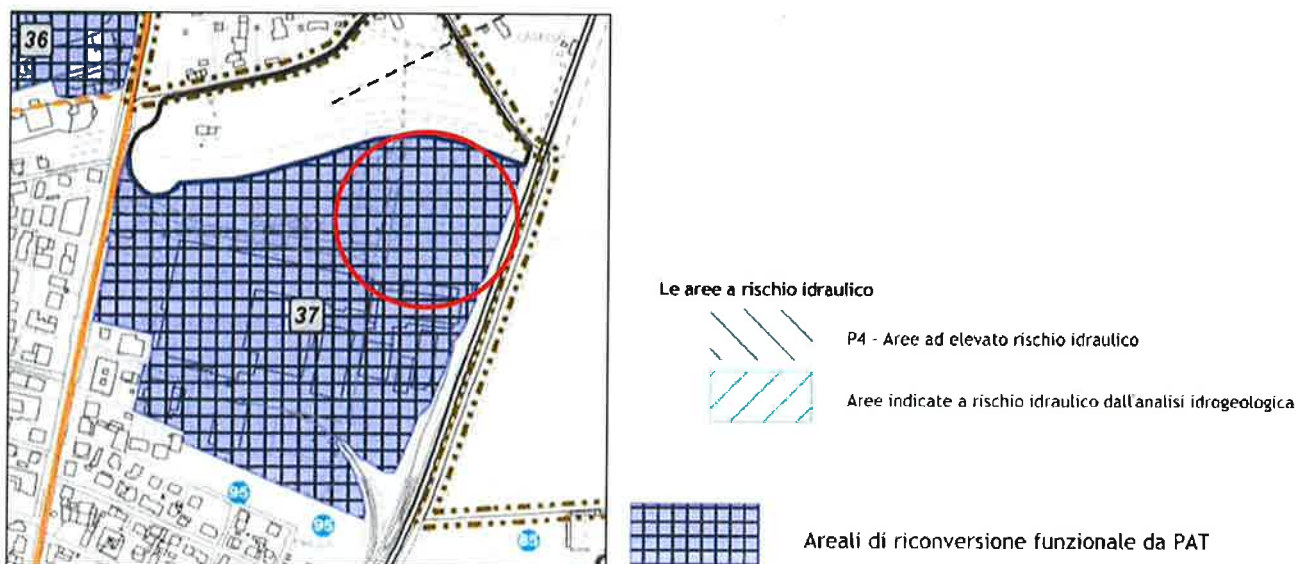 36
37
95
95
85
Le aree a rischio idraulico
P4 - Aree ad elevato rischio idraulico
Aree indicate a rischio idraulico dall'analisi idrogeologica
Areali di riconversione funzionale da PAT